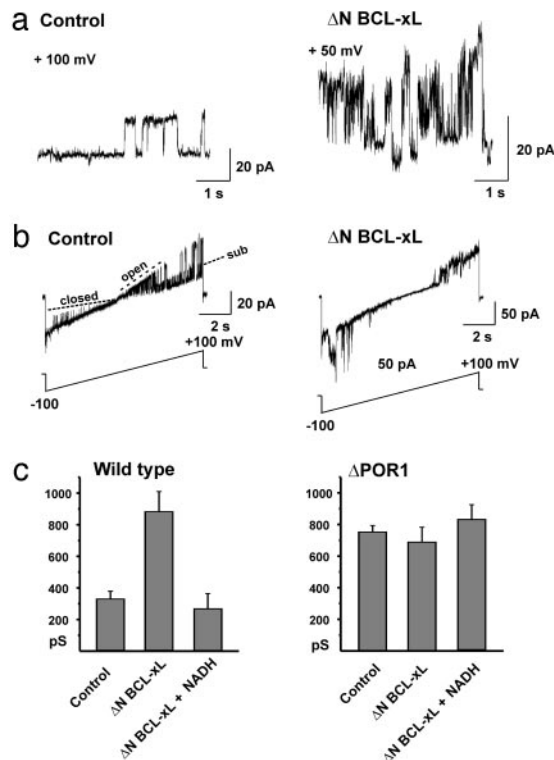 a
Control
ΔN BCL-xL
+ 100 mV
+ 50 mV
20 pA
1 s
20 pA
1 s
b
Control
ΔN BCL-xL
closed
open
sub
20 pA
2 s
+100 mV
-100
50 pA
2 s
50 pA
+100 mV
-100
c
Wild type
1000
800
600
400
200
pS
Control
ΔN BCL-xL
ΔN BCL-xL + NADH
ΔPOR1
1000
800
600
400
200
pS
Control
ΔN BCL-xL
ΔN BCL-xL + NADH